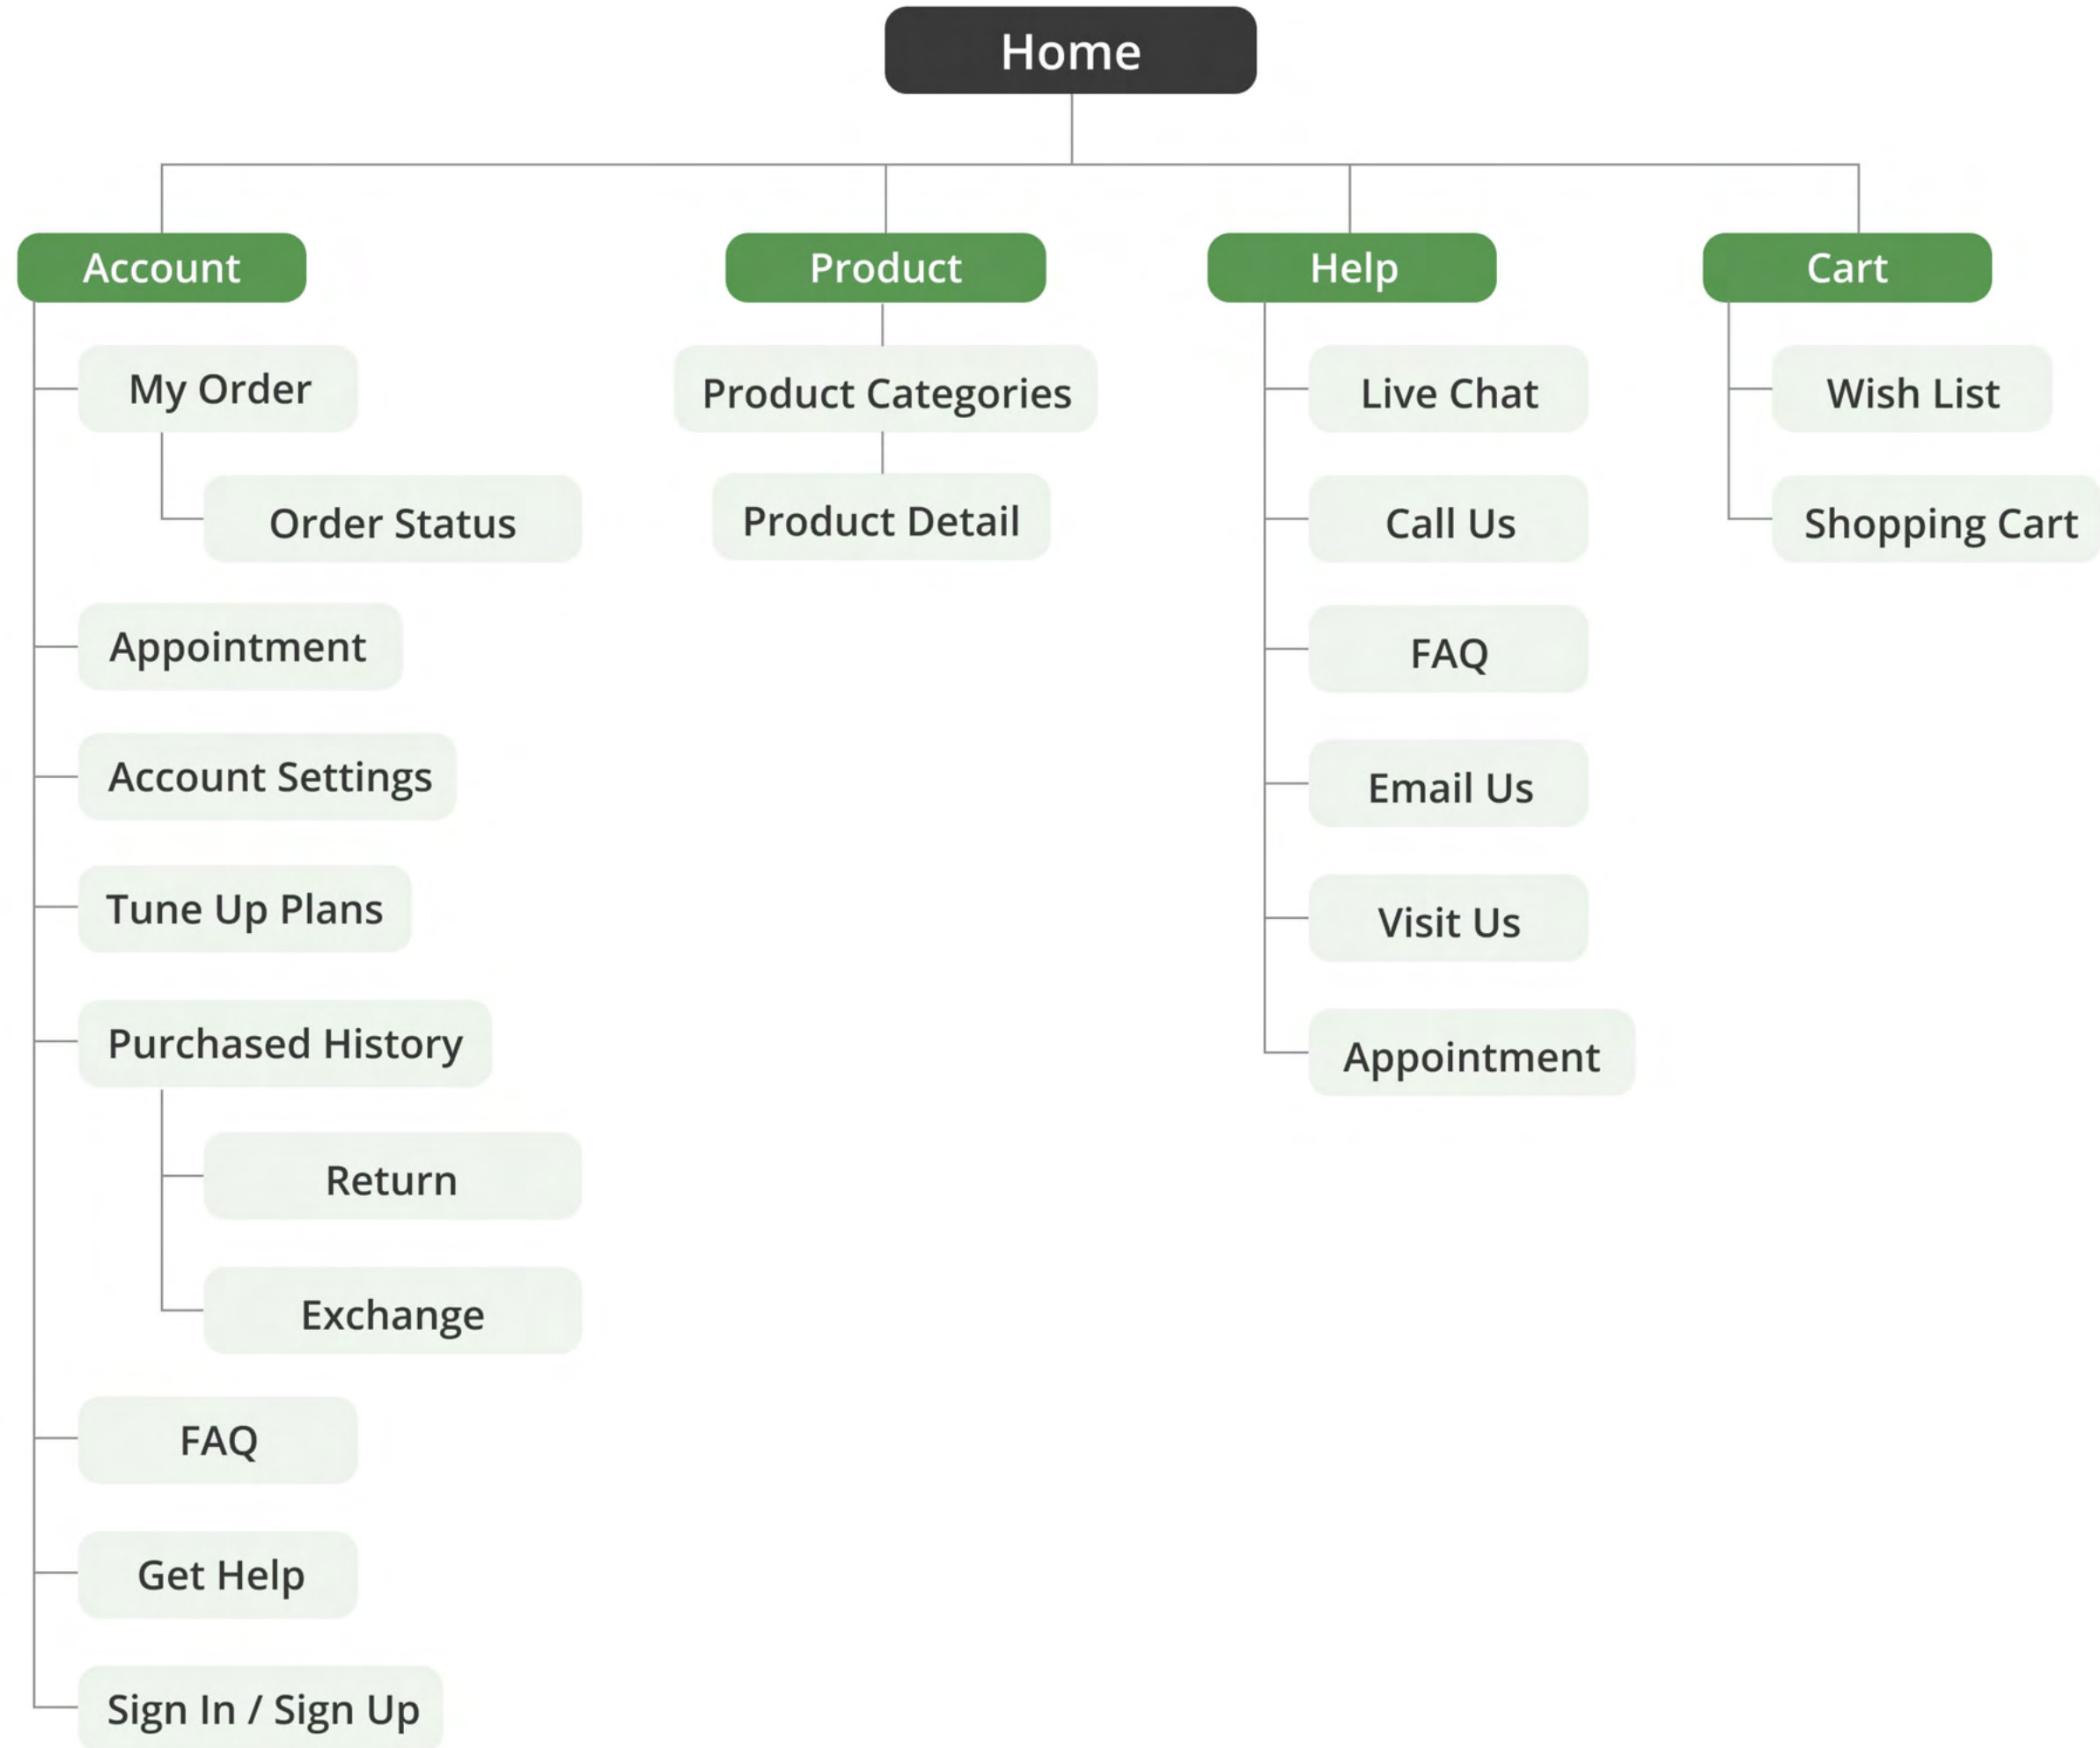 Home
Account
My Order
Order Status
Appointment
Account Settings
Tune Up Plans
Purchased History
Return
Exchange
FAQ
Get Help
Sign In / Sign Up
Product
Product Categories
Product Detail
Help
Live Chat
Call Us
FAQ
Email Us
Visit Us
Appointment
Cart
Wish List
Shopping Cart